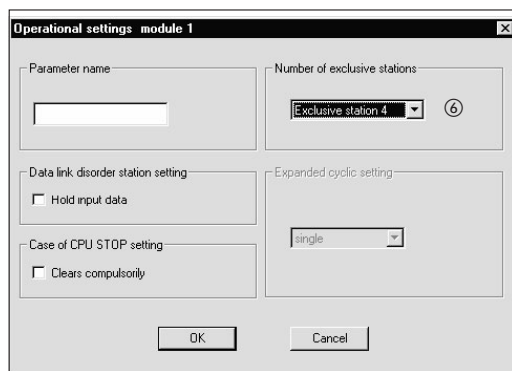 Operational settings module 1
Parameter name
Number of exclusive stations
Exclusive station 4
⑥
Data link disorder station setting
Hold input data
Expanded cyclic setting
single
Case of CPU STOP setting
Clears compulsorily
OK
Cancel